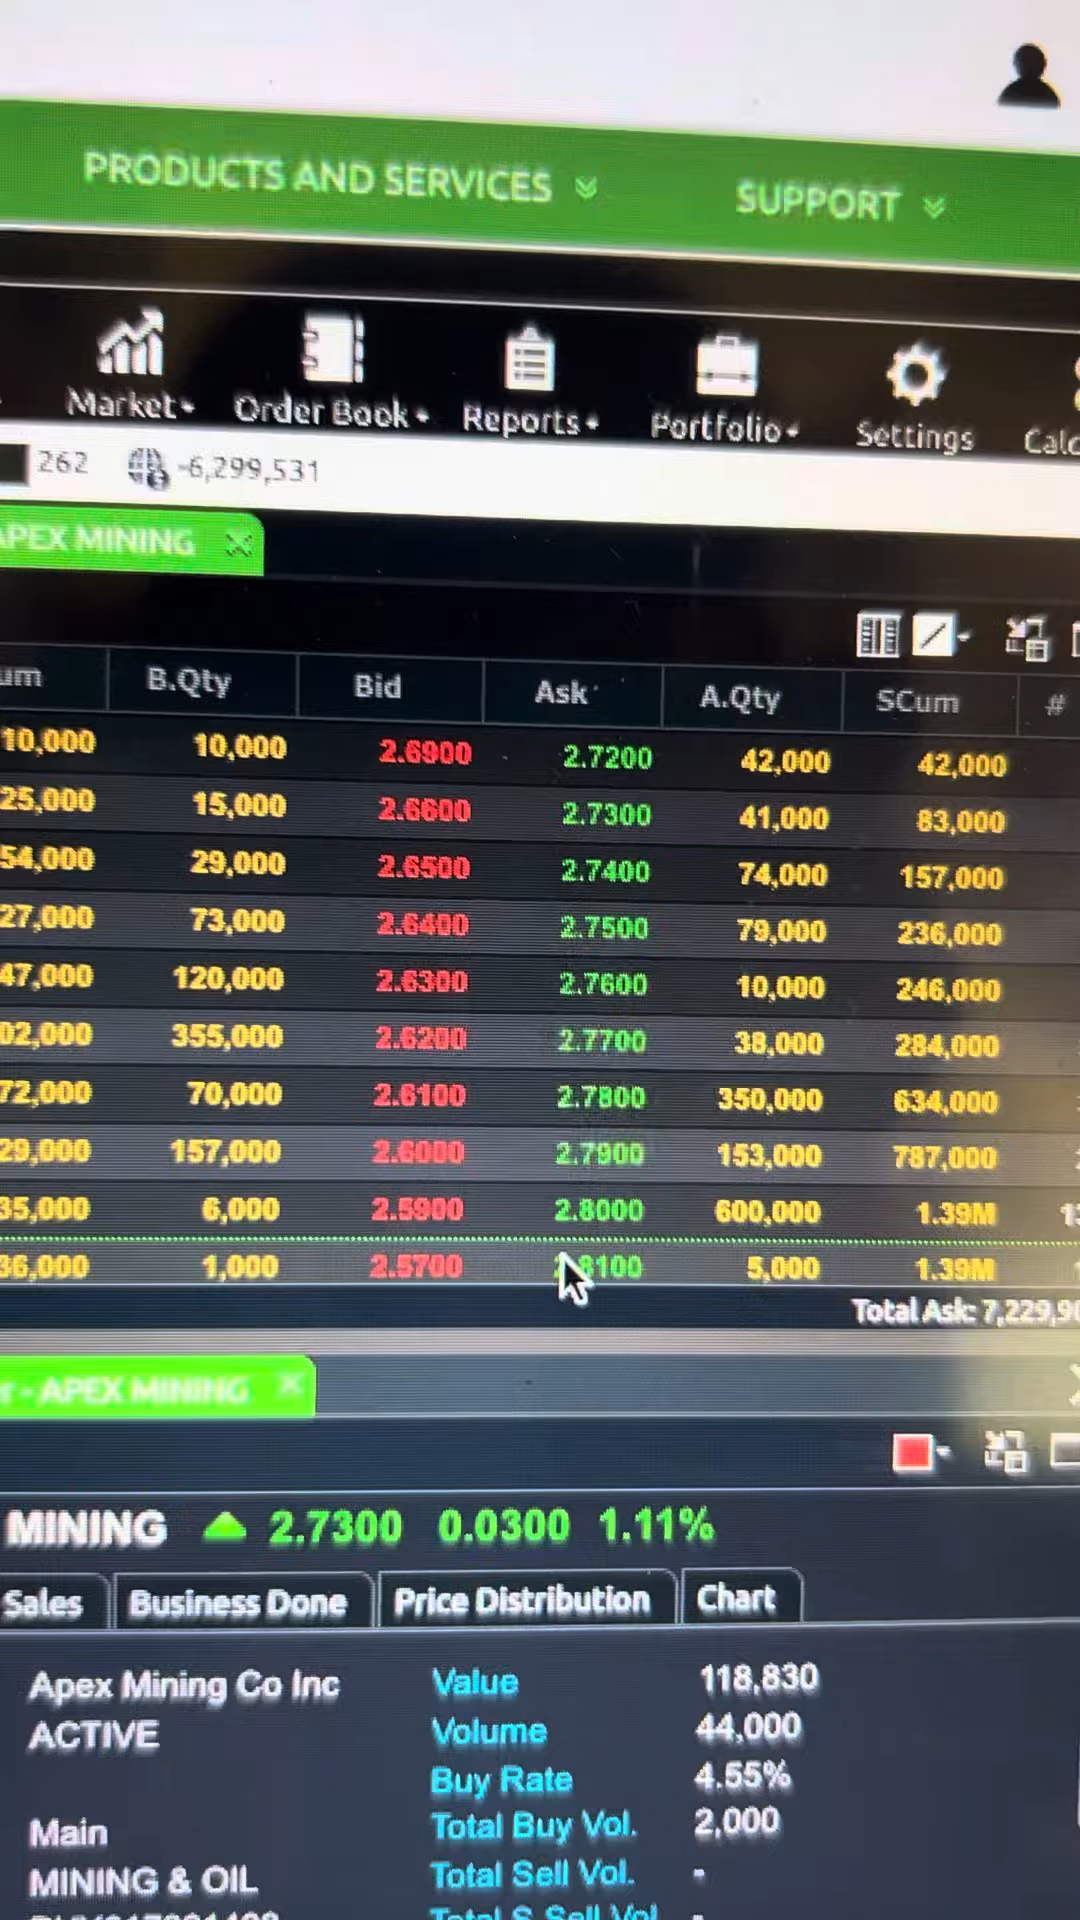 PRODUCTS AND SERVICES SUPPORT
Market Order Book Reports Portfolio Settings Calc
262 -6,299,531
APEX MINING
um B.Qty Bid Ask A.Qty SCum #
10,000 10,000 2.6900 2.7200 42,000 42,000
25,000 15,000 2.6600 2.7300 41,000 83,000
54,000 29,000 2.6500 2.7400 74,000 157,000
27,000 73,000 2.6400 2.7500 79,000 236,000
47,000 120,000 2.6300 2.7600 10,000 246,000
02,000 355,000 2.6200 2.7700 38,000 284,000
72,000 70,000 2.6100 2.7800 350,000 634,000
29,000 157,000 2.6000 2.7900 153,000 787,000
35,000 6,000 2.5900 2.8000 600,000 1.39M
36,000 1,000 2.5700 8100 5,000 1.39M
Total Ask: 7,229,90
r - APEX MINING
MINING 2.7300 0.0300 1.11%
Sales Business Done Price Distribution Chart
Apex Mining Co Inc Value 118,830
ACTIVE Volume 44,000
Buy Rate 4.55%
Main Total Buy Vol. 2,000
MINING & OIL Total Sell Vol. -